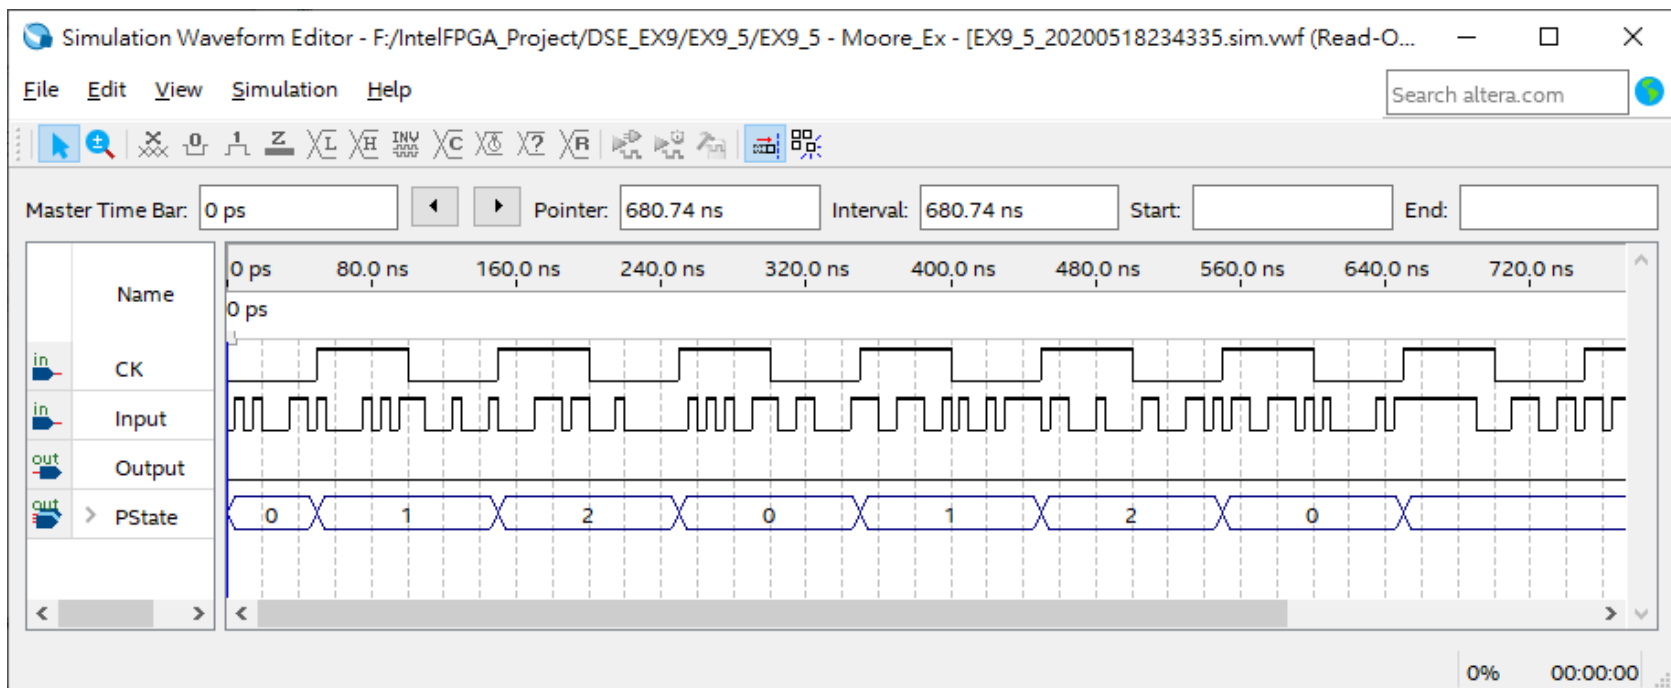 Simulation Waveform Editor - F:/IntelFPGA_Project/DSE_EX9/EX9_5/EX9_5 - Moore_Ex - [EX9_5_20200518234335.sim.vwf (Read-O...
File Edit View Simulation Help
Search altera.com
X 0 1 Z L H INV C ? R
Master Time Bar: 0 ps Pointer: 680.74 ns Interval: 680.74 ns Start: End:
Name
0 ps 80.0 ns 160.0 ns 240.0 ns 320.0 ns 400.0 ns 480.0 ns 560.0 ns 640.0 ns 720.0 ns
0 ps
in CK
in Input
out Output
out > PState 0 1 2 0 1 2 0
0% 00:00:00